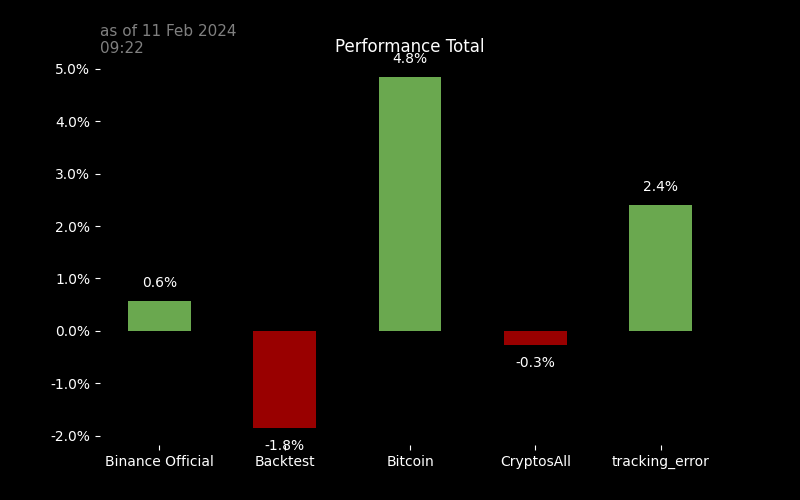 as of 11 Feb 2024
09:22
Performance Total
5.0%
4.0%
3.0%
2.0%
1.0%
0.0%
-1.0%
-2.0%
0.6%
-1.8%
4.8%
-0.3%
2.4%
Binance Official
Backtest
Bitcoin
CryptosAll
tracking_error